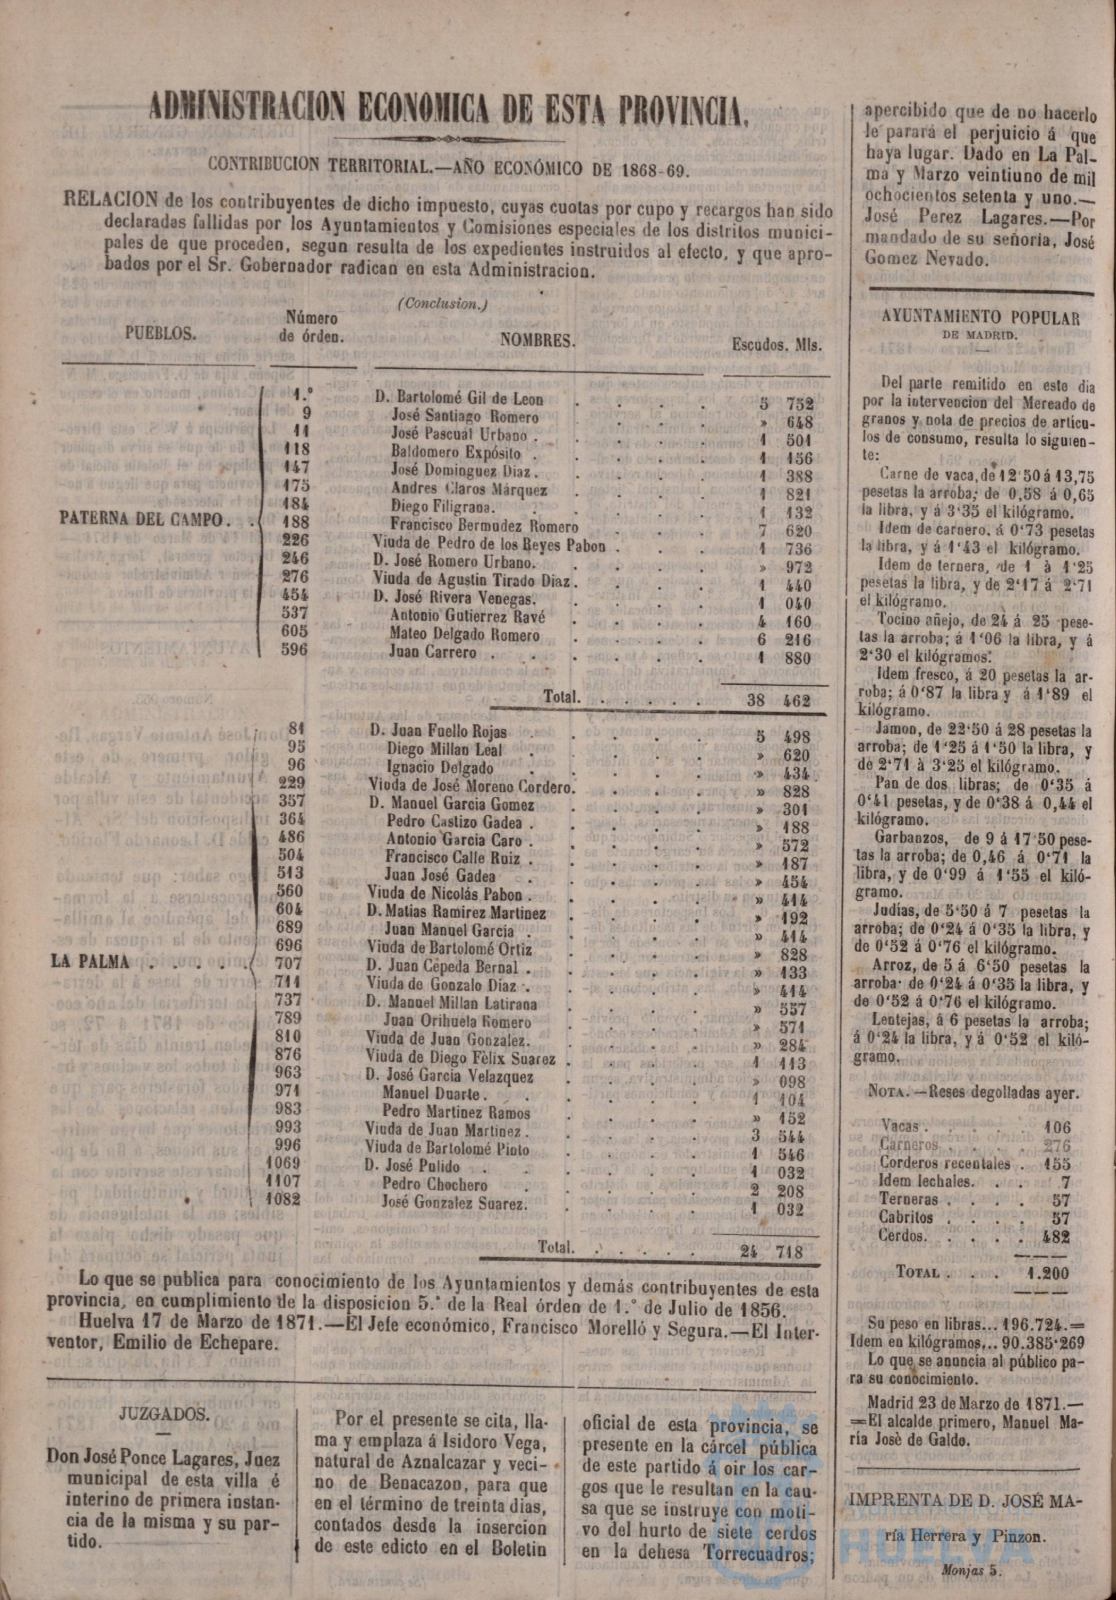 ADMINISTRACION ECONOMICA DE ESTA PROVINCIA.
CONTRIBUCION TERRITORIAL.—AÑO ECONÓMICO DE 1868-69.
RELACION de los contribuyentes de dicho impuesto, cuyas cuotas por cupo y recargos han sido
declaradas fallidas por los Ayuntamientos y Comisiones especiales de los distritos munici-
pales de que proceden, segun resulta de los expedientes instruidos al efecto, y que apro-
bados por el Sr. Gobernador radican en esta Administracion.
(Conclusion.)
PUEBLOS. Número de órden. NOMBRES. Escudos. Mls.
PATERNA DEL CAMPO. .
1.° D. Bartolomé Gil de Leon . . . . 5 752
9 José Santiago Romero . . . . » 648
11 José Pascual Urbano . . . . . 1 501
118 Baldomero Expósito . . . . . 1 156
147 José Dominguez Diaz. . . . . 1 388
175 Andres Claros Márquez . . . . 1 821
184 Diego Filigrana. . . . . 1 132
188 Francisco Bermudez Romero . . . 7 620
226 Viuda de Pedro de los Reyes Pabon . . . 1 736
246 D. José Romero Urbano. . . . . » 972
276 Viuda de Agustin Tirado Diaz. . . . 1 440
454 D. José Rivera Venegas. . . . . 1 040
537 Antonio Gutierrez Ravé . . . . 4 160
605 Mateo Delgado Romero . . . . 6 216
596 Juan Carrero . . . . . 1 880
Total. . . . . . 38 462
LA PALMA . . . . .
81 D. Juan Fuello Rojas . . . . 5 498
95 Diego Millan Leal . . . . » 620
96 Ignacio Delgado . . . . . » 434
229 Viuda de José Moreno Cordero. . . . » 828
357 D. Manuel Garcia Gomez . . . . » 301
364 Pedro Castizo Gadea . . . . . » 188
486 Antonio Garcia Caro . . . . . » 572
504 Francisco Calle Ruiz . . . . . » 187
513 Juan José Gadea . . . . . » 454
560 Viuda de Nicolás Pabon . . . . . » 414
604 D. Matias Ramirez Martinez . . . . » 192
689 Juan Manuel Garcia . . . . . » 414
696 Viuda de Bartolomé Ortiz . . . . » 828
707 D. Juan Cepeda Bernal . . . . . » 133
711 Viuda de Gonzalo Diaz . . . . . » 414
737 D. Manuel Millan Latirana . . . . » 557
789 Juan Orihuela Romero . . . . » 571
810 Viuda de Juan Gonzalez. . . . . » 284
876 Viuda de Diego Fèlix Suarez . . . . 1 113
963 D. José Garcia Velazquez . . . . » 098
971 Manuel Duarte. . . . . 1 104
983 Pedro Martinez Ramos . . . . » 152
993 Viuda de Juan Martinez . . . . . 3 544
996 Viuda de Bartolomé Pinto . . . . 1 546
1069 D. José Pulido . . . . . 1 032
1107 Pedro Chochero . . . . 2 208
1082 José Gonzalez Suarez. . . . . 1 032
Total. . . . . . 24 718
Lo que se publica para conocimiento de los Ayuntamientos y demás contribuyentes de esta
provincia, en cumplimiento de la disposicion 5.ª de la Real órden de 1.° de Julio de 1856.
Huelva 17 de Marzo de 1871.—El Jefe económico, Francisco Morelló y Segura.—El Inter-
ventor, Emilio de Echepare.
JUZGADOS.
Don José Ponce Lagares, Juez
municipal de esta villa é
interino de primera instan-
cia de la misma y su par-
tido.
Por el presente se cita, lla-
ma y emplaza á Isidoro Vega,
natural de Aznalcazar y veci-
no de Benacazon, para que
en el término de treinta dias,
contados desde la insercion
de este edicto en el Boletin
oficial de esta provincia, se
presente en la cárcel pública
de este partido á oir los car-
gos que le resultan en la cau-
sa que se instruye con moti-
vo del hurto de siete cerdos
en la dehesa Torrecuadros;
apercibido que de no hacerlo
le parará el perjuicio á que
haya lugar. Dado en La Pal-
ma y Marzo veintiuno de mil
ochocientos setenta y uno.—
José Perez Lagares.—Por
mandado de su señoria, José
Gomez Nevado.
AYUNTAMIENTO POPULAR
DE MADRID.
Del parte remitido en este dia
por la intervencion del Mercado de
granos y nota de precios de articu-
los de consumo, resulta lo siguien-
te:
Carne de vaca, de 12'50 á 13,75
pesetas la arroba; de 0,58 á 0,65
la libra, y á 3'35 el kilógramo.
Idem de carnero, á 0'73 pesetas
la libra, y á 1'43 el kilógramo.
Idem de ternera, de 1 à 1'25
pesetas la libra, y de 2'17 á 2'71
el kilógramo.
Tocino añejo, de 24 á 25 pese-
tas la arroba; á 1'06 la libra, y á
2'30 el kilógramos.
Idem fresco, á 20 pesetas la ar-
roba; á 0'87 la libra y á 1'89 el
kilógramo.
Jamon, de 22'50 á 28 pesetas la
arroba; de 1'25 á 1'50 la libra, y
de 2'71 à 3'25 el kilógramo.
Pan de dos libras; de 0'35 á
0'41 pesetas, y de 0'38 á 0,44 el
kilógramo.
Garbanzos, de 9 á 17'50 pese-
tas la arroba; de 0,46 á 0'71 la
libra, y de 0'99 á 1'55 el kiló-
gramo.
Judias, de 5'50 á 7 pesetas la
arroba; de 0'24 á 0'35 la libra, y
de 0'52 á 0'76 el kilógramo.
Arroz, de 5 á 6'50 pesetas la
arroba· de 0'24 á 0'35 la libra, y
de 0'52 á 0'76 el kilógramo.
Lentejas, á 6 pesetas la arroba;
á 0'24 la libra, y á 0'52 el kiló-
gramo.
NOTA.—Reses degolladas ayer.
Vacas . . . . 106
Carneros. . . . 276
Corderos recentales . 155
Idem lechales. . . 7
Terneras . . . . 57
Cabritos . . . . 57
Cerdos. . . . . 482
TOTAL . . . 1.200
Su peso en libras... 196.724.=
Idem en kilógramos,.. 90.385'269
Lo que se anuncia al público pa-
ra su conocimiento.
Madrid 23 de Marzo de 1871.—
=El alcalde primero, Manuel Ma-
ría Josè de Galdo.
IMPRENTA DE D. JOSÉ MA-
ría Herrera y Pinzon.
Monjas 5.
HUELVA